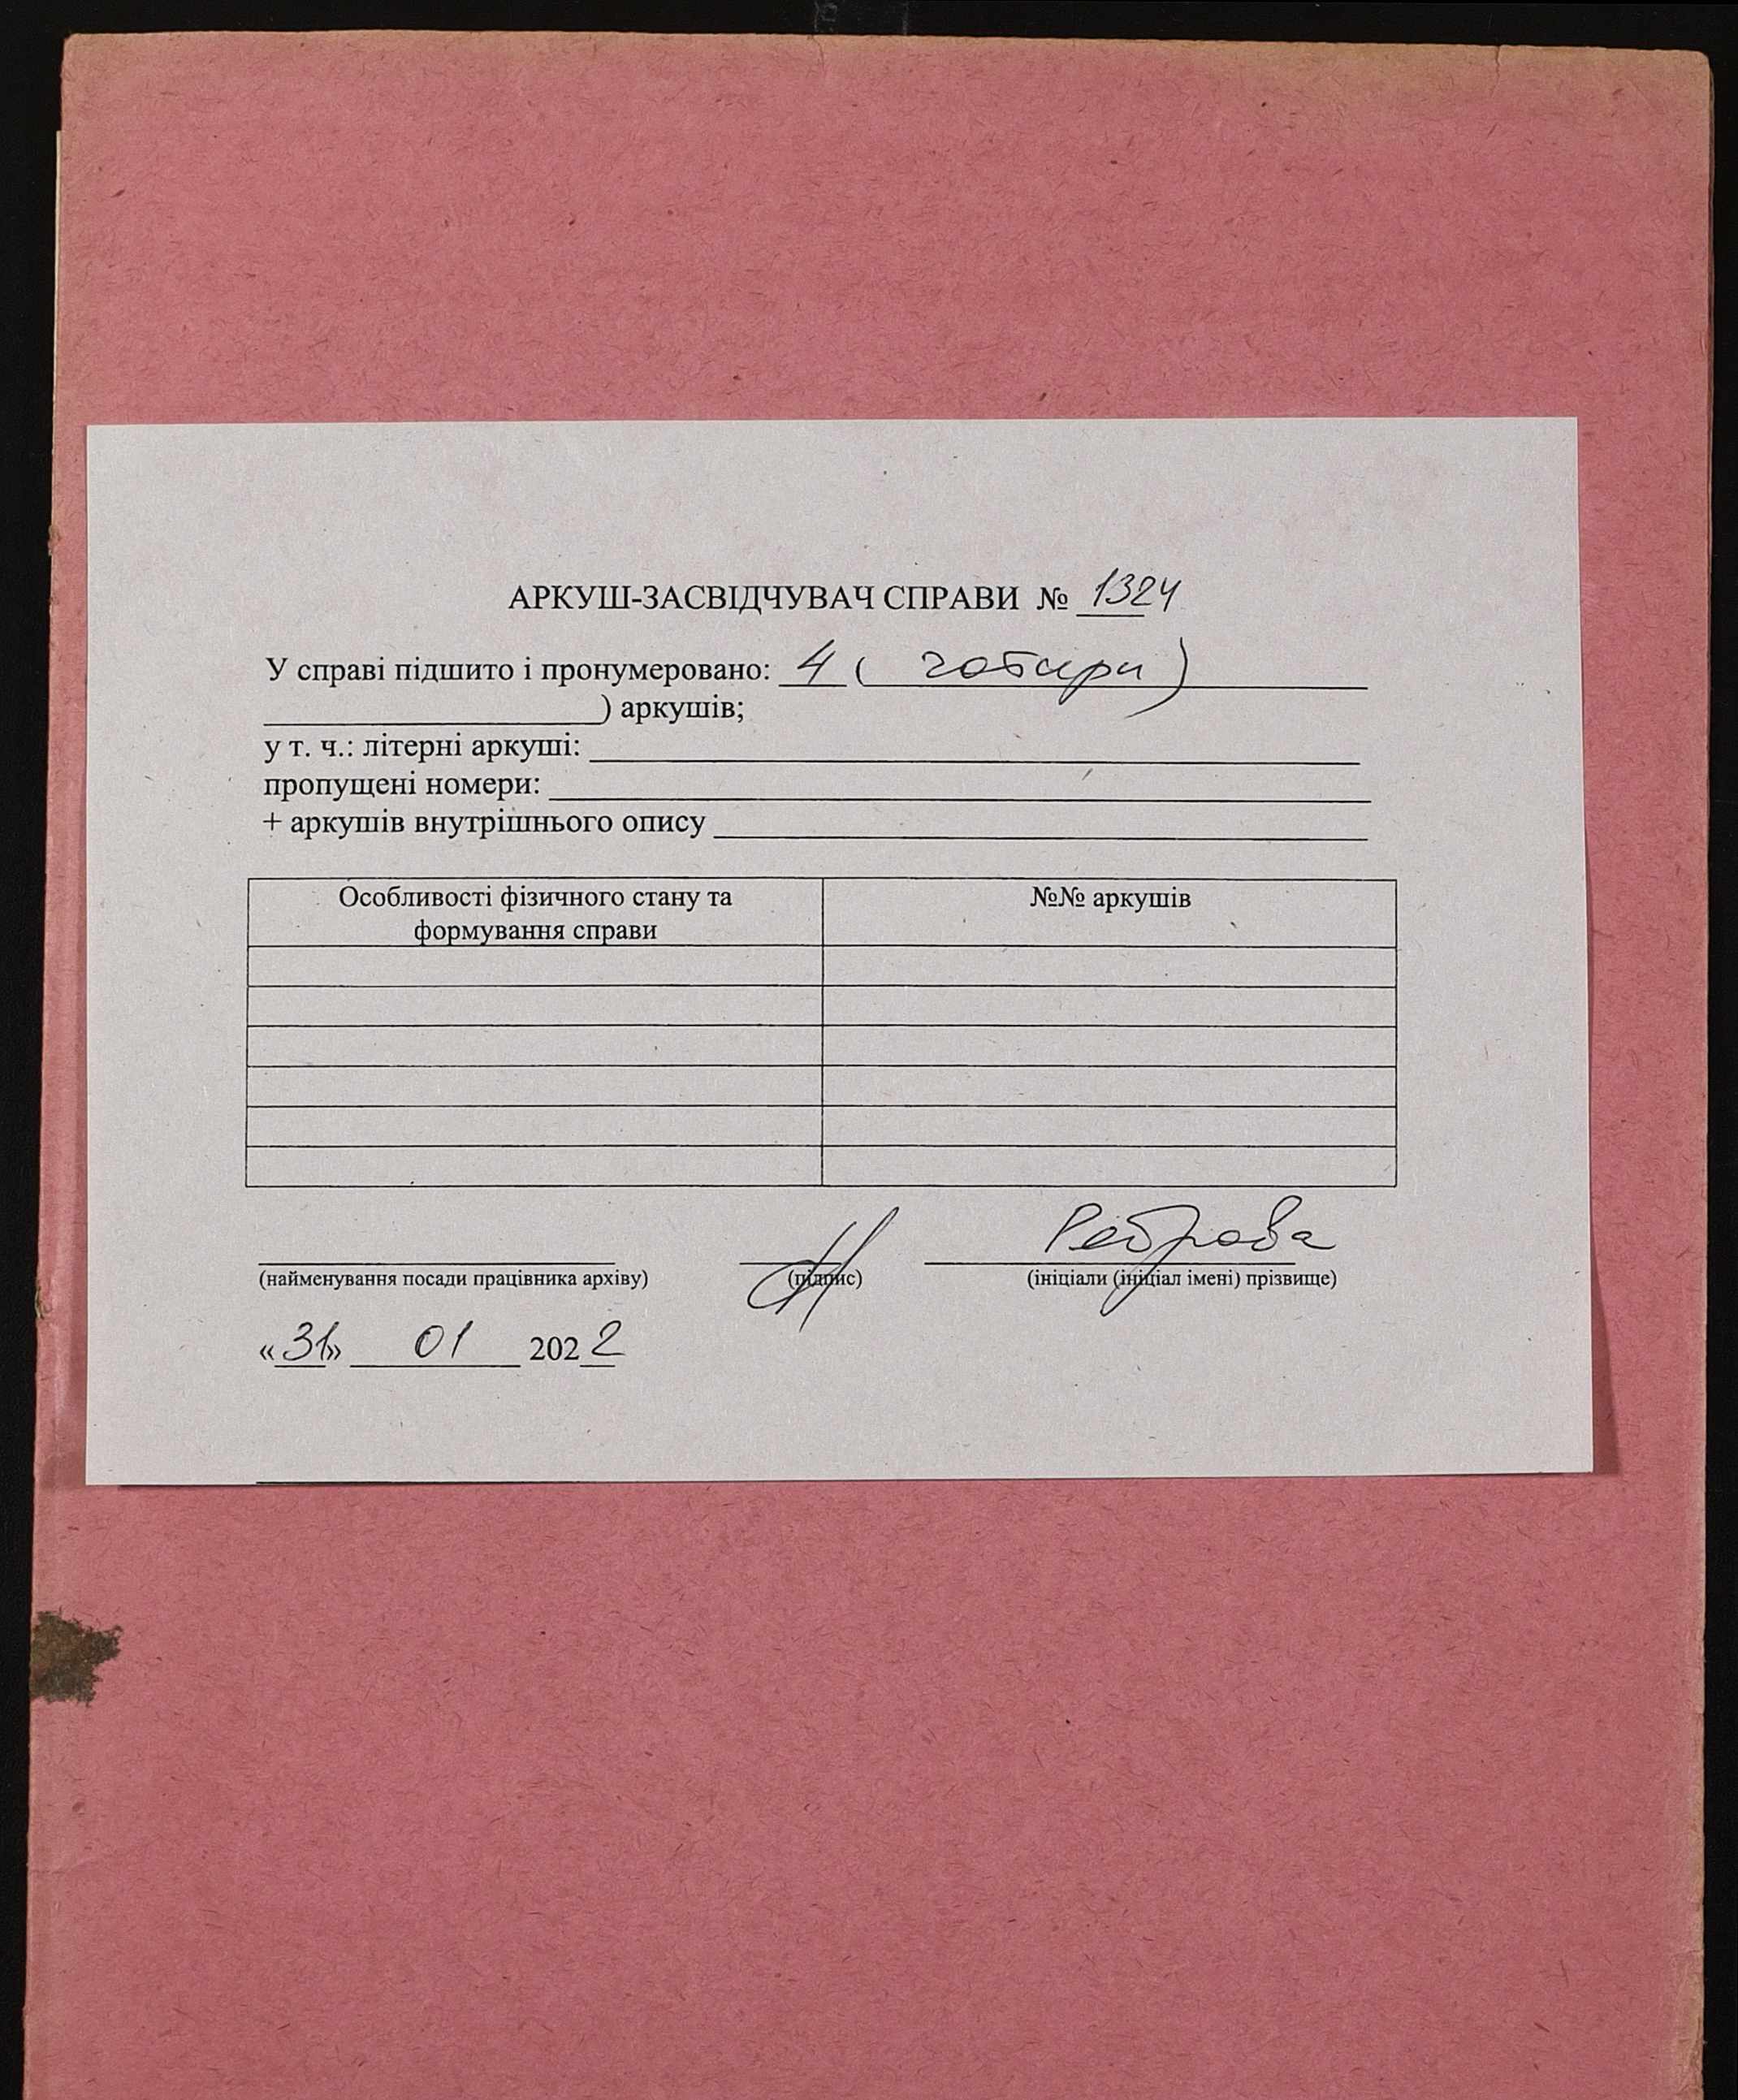 АРКУШ-ЗАСВІДЧУВАЧ СПРАВИ № 1324
У справі підшито і пронумеровано: 4 ( чотири )
) аркушів;
у т. ч.: літерні аркуші:
пропущені номери:
+ аркушів внутрішнього опису
Особливості фізичного стану та формування справи
№№ аркушів
Реброва
(найменування посади працівника архіву) (підпис) (ініціали (ініціал імені) прізвище)
«31» 01 2022